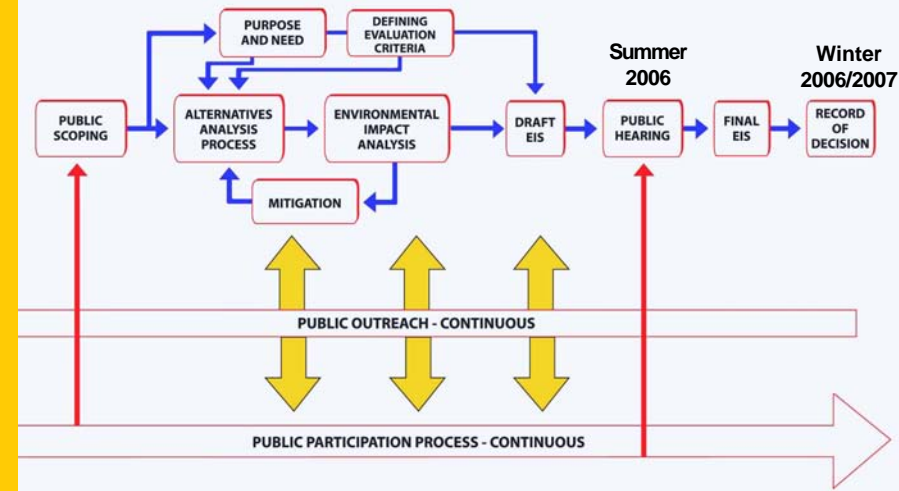 PURPOSE
AND NEED
DEFINING
EVALUATION
CRITERIA
Summer
2006
Winter
2006/2007
PUBLIC
SCOPING
ALTERNATIVES
ANALYSIS
PROCESS
ENVIRONMENTAL
IMPACT
ANALYSIS
DRAFT
EIS
PUBLIC
HEARING
FINAL
EIS
RECORD
OF
DECISION
MITIGATION
PUBLIC OUTREACH - CONTINUOUS
PUBLIC PARTICIPATION PROCESS - CONTINUOUS